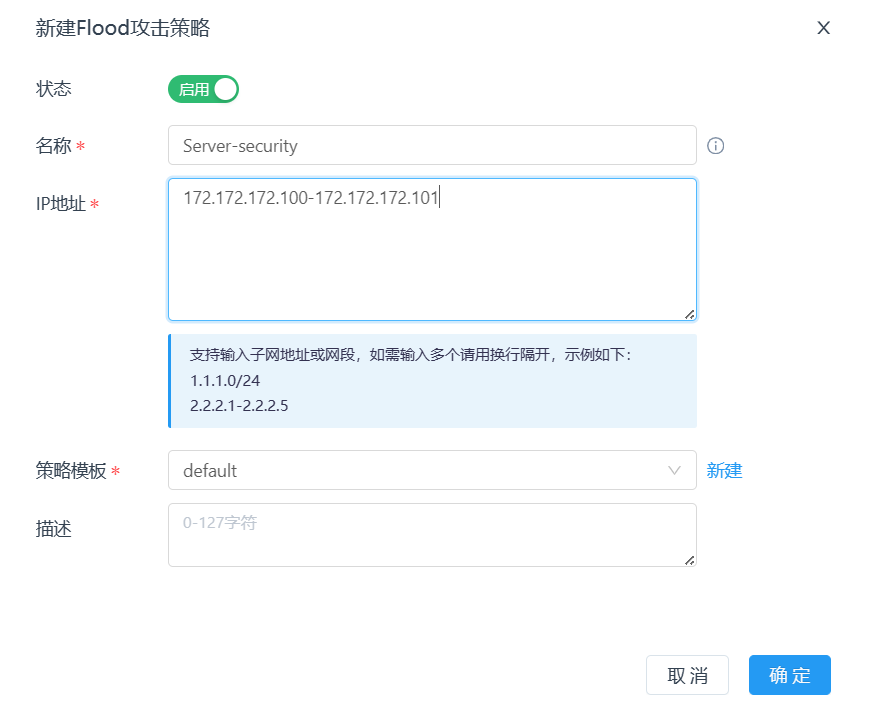 新建Flood攻击策略
状态 启用
名称 * Server-security
IP地址 * 172.172.172.100-172.172.172.101
支持输入子网地址或网段，如需输入多个请用换行隔开，示例如下：
1.1.1.0/24
2.2.2.1-2.2.2.5
策略模板 * default 新建
描述 0-127字符
取 消 确 定